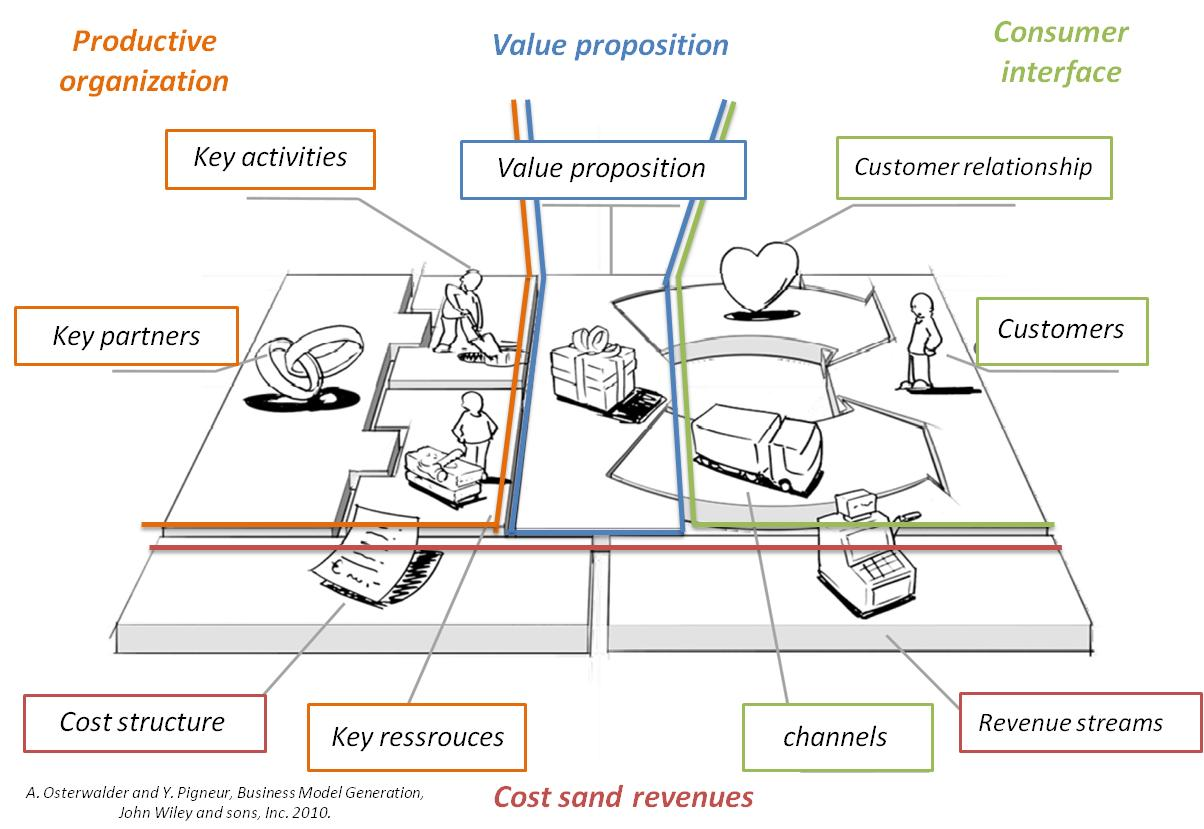 Productive
organization
Value proposition
Consumer
interface
Key activities
Value proposition
Customer relationship
Key partners
Customers
Cost structure
Key ressrouces
channels
Revenue streams
A. Osterwalder and Y. Pigneur, Business Model Generation,
John Wiley and sons, Inc. 2010.
Cost sand revenues